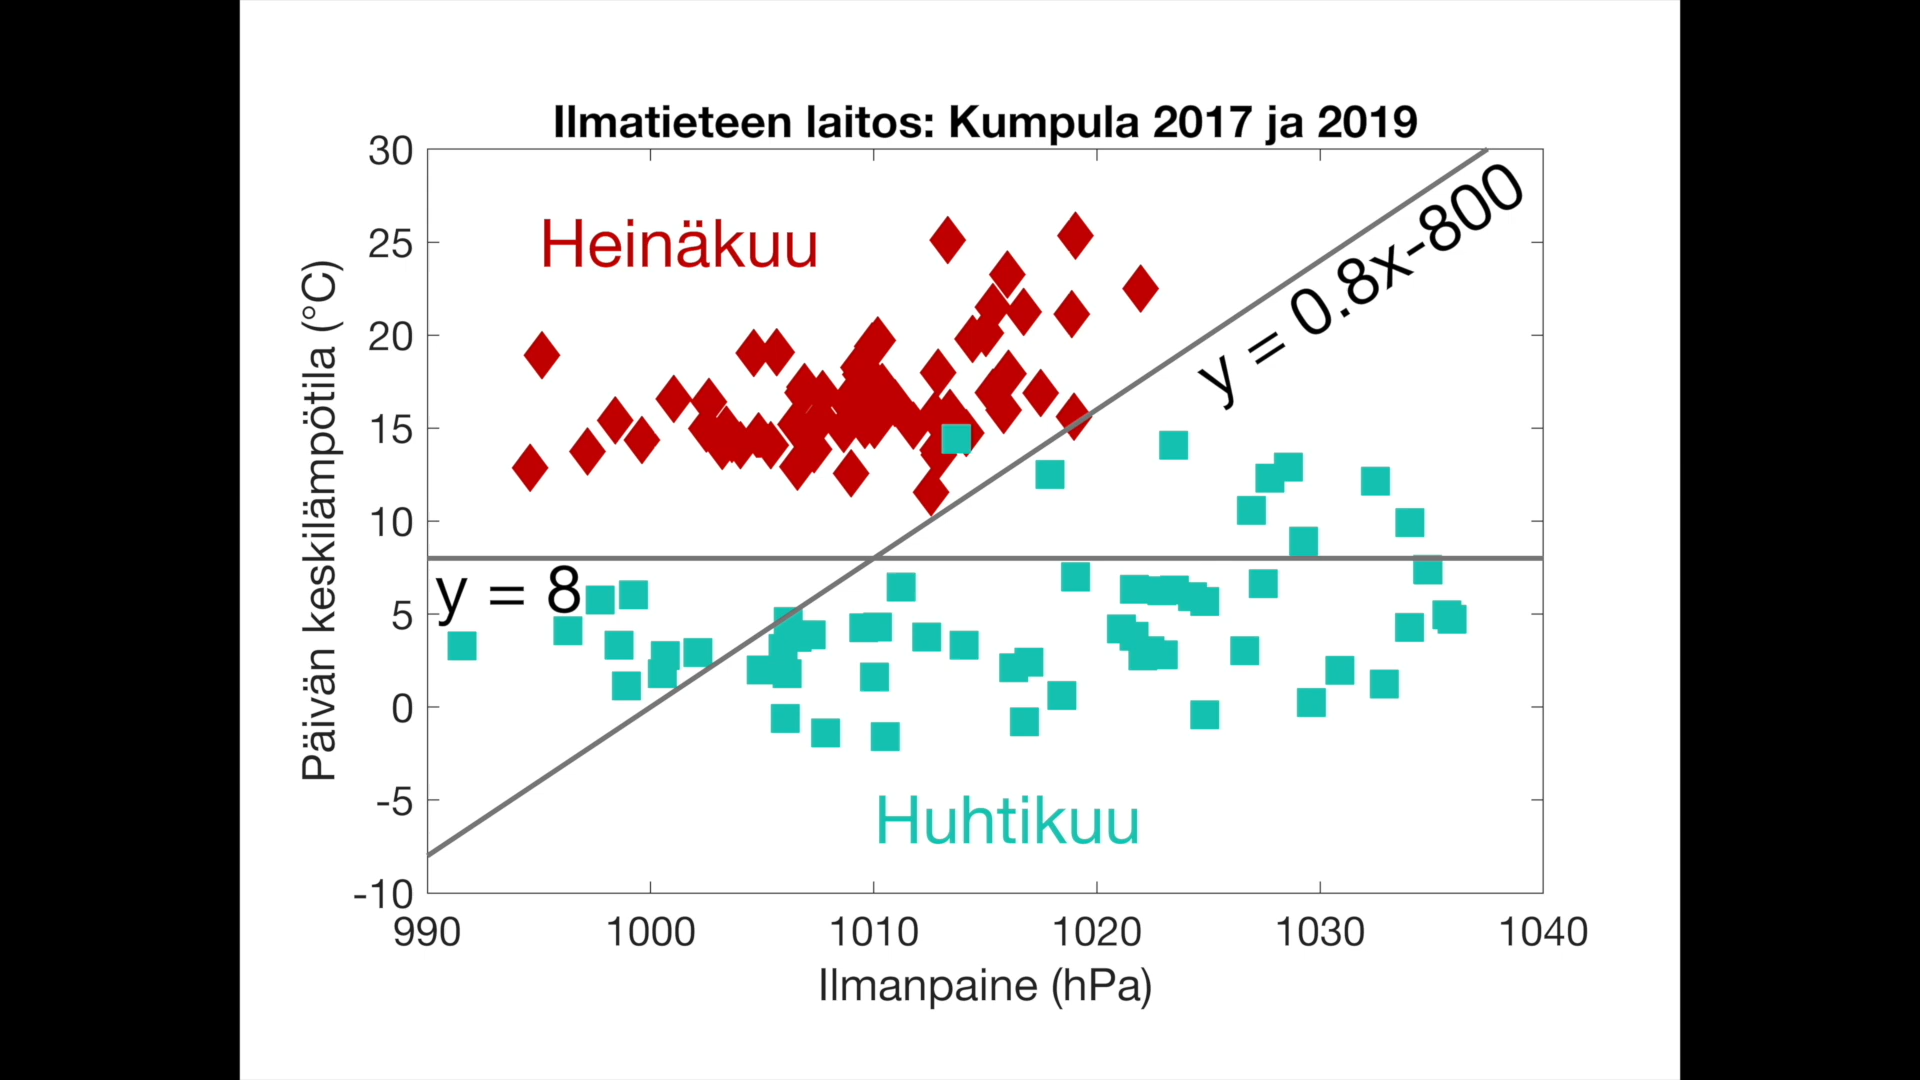 Ilmatieteen laitos: Kumpula 2017 ja 2019
30
25
20
15
10
5
0
-5
-10
Päivän keskilämpötila (°C)
Heinäkuu
y = 0.8x-800
y = 8
Huhtikuu
990 1000 1010 1020 1030 1040
Ilmanpaine (hPa)